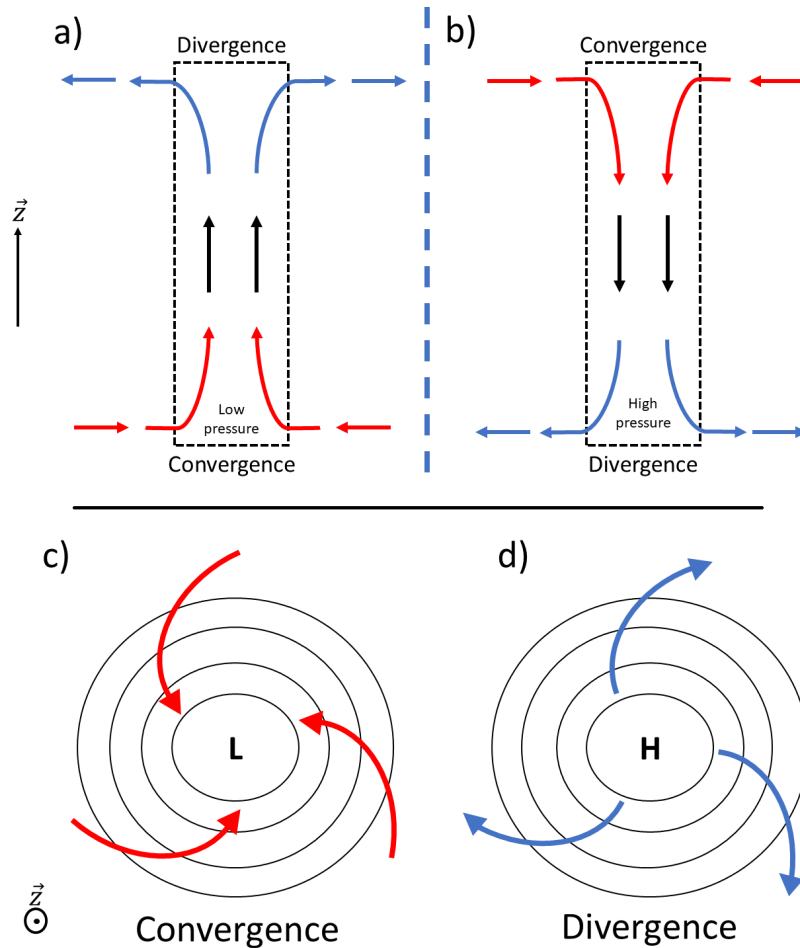 a)
Divergence
b)
Convergence
z⃗
Low
pressure
Convergence
High
pressure
Divergence
c)
d)
L
H
z⃗
Convergence
Divergence